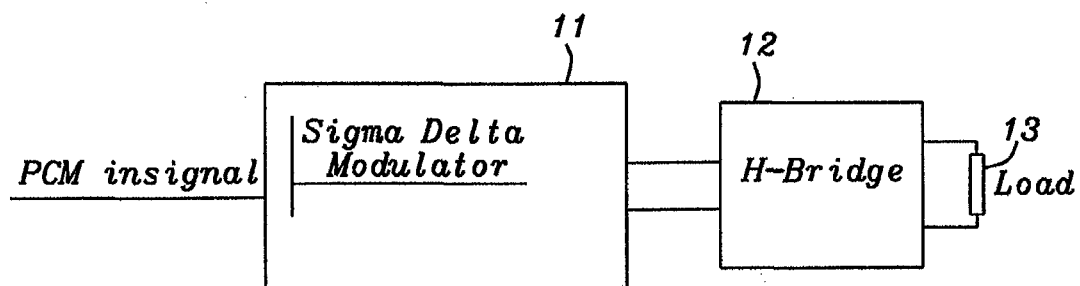 11
12
13
Sigma Delta
Modulator
PCM insignal
H-Bridge
Load